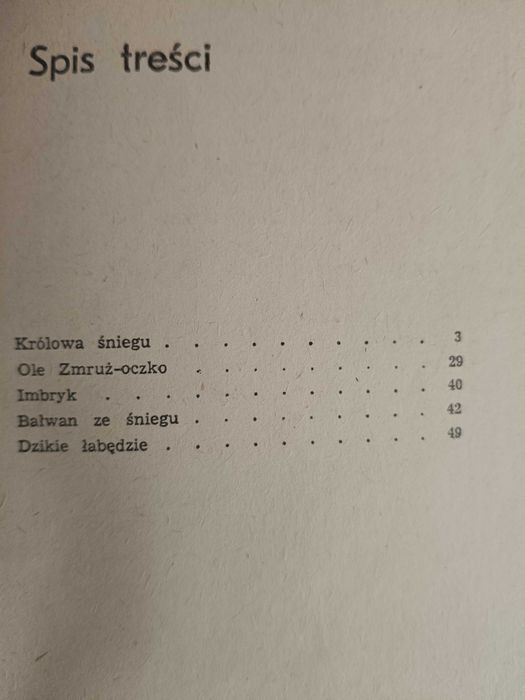 Spis treści
Królowa śniegu . . . . . . . . . 3
Ole Zmruż-oczko . . . . . . . . 29
Imbryk . . . . . . . . . . . 40
Bałwan ze śniegu . . . . . . . . 42
Dzikie łabędzie . . . . . . . . . 49